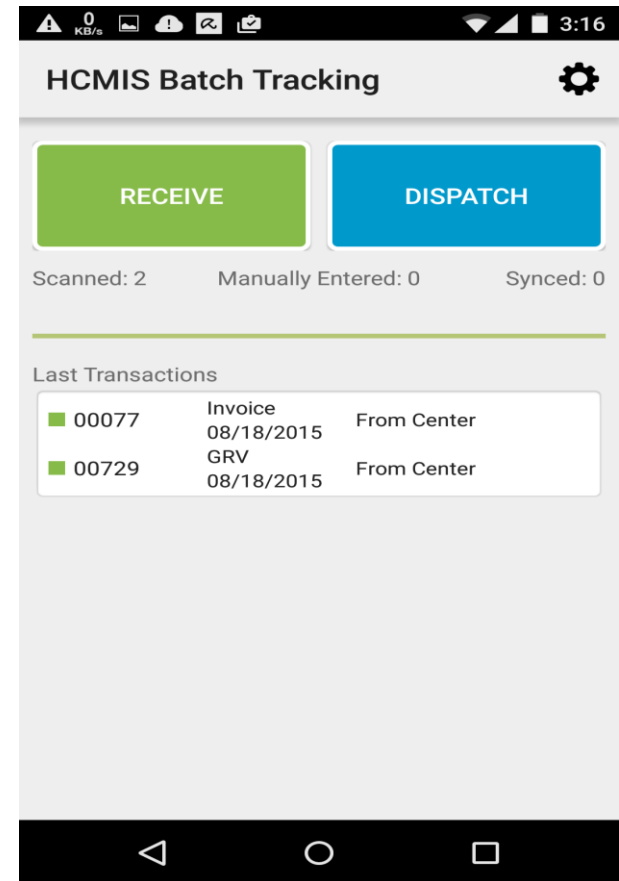 0
KB/s
3:16
HCMIS Batch Tracking
RECEIVE DISPATCH
Scanned: 2 Manually Entered: 0 Synced: 0
Last Transactions
00077 Invoice 08/18/2015 From Center
00729 GRV 08/18/2015 From Center